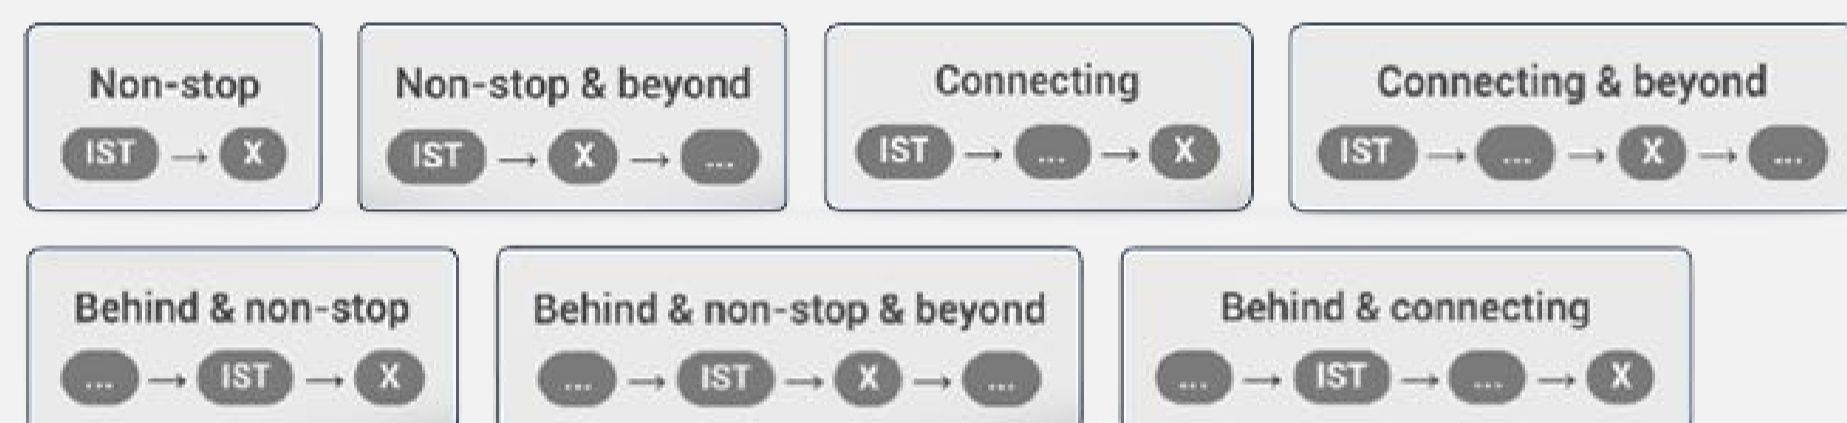 Non-stop
IST → X
Non-stop & beyond
IST → X → ...
Connecting
IST → ... → X
Connecting & beyond
IST → ... → X → ...
Behind & non-stop
... → IST → X
Behind & non-stop & beyond
... → IST → X → ...
Behind & connecting
... → IST → ... → X